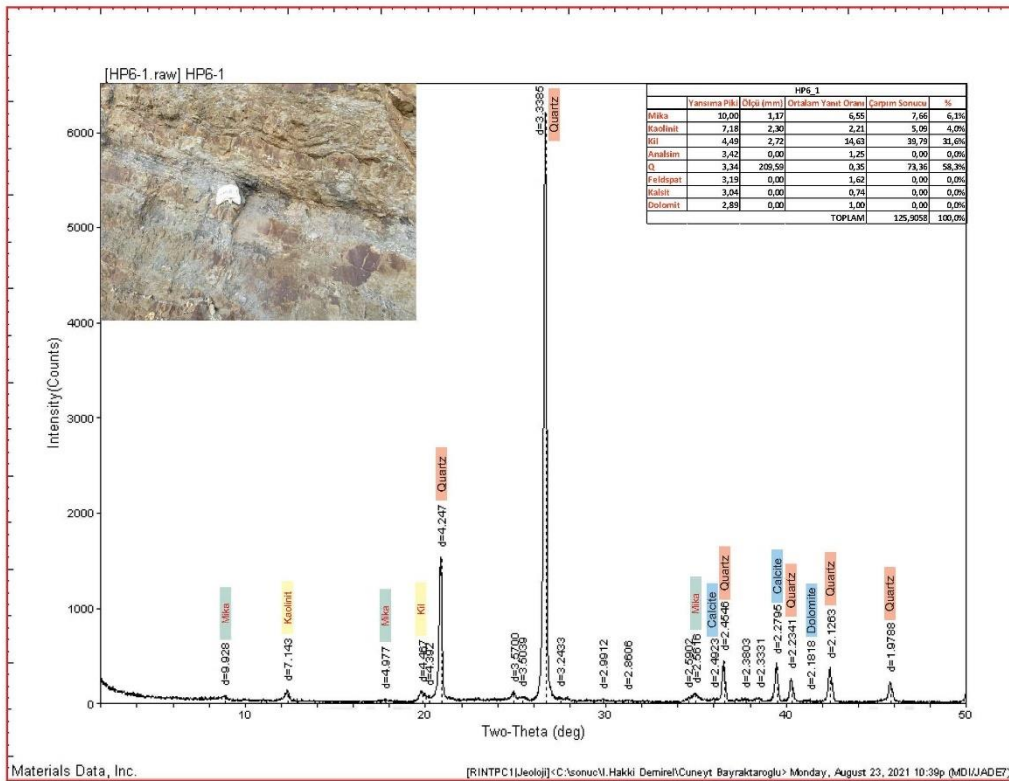 [HP6-1.raw] HP6-1
HP6_1
Yansıma Piki Ölçü (mm) Ortalam Yanıt Oranı Çarpım Sonucu %
Mika 10,00 1,17 6,55 7,66 6,1%
Kaolinit 7,18 2,30 2,21 5,09 4,0%
Kil 4,49 2,72 14,63 39,79 31,6%
Analsim 3,42 0,00 1,25 0,00 0,0%
Q 3,34 209,59 0,35 73,36 58,3%
Feldspat 3,19 0,00 1,62 0,00 0,0%
Kalsit 3,04 0,00 0,74 0,00 0,0%
Dolomit 2,89 0,00 1,00 0,00 0,0%
TOPLAM 125,9058 100,0%
Intensity(Counts)
6000
5000
4000
3000
2000
1000
0
Mika
d=9.928
Kaolinit
d=7.143
Mika
d=4.977
Kil
d=4.467
d=4.392
Quartz
d=4.247
d=3.5700
d=3.5039
Quartz
d=3.3385
d=3.2433
d=2.9912
d=2.8606
d=2.5902
Mika
d=2.5616
Calcite
d=2.4923
Quartz
d=2.4546
d=2.3803
d=2.3331
Calcite
d=2.2795
Quartz
d=2.2341
Dolomite
d=2.1818
Quartz
d=2.1263
Quartz
d=1.9788
10 20 30 40 50
Two-Theta (deg)
Materials Data, Inc.
[RINTPC1|Jeoloji]<C:\sonuc\I.Hakki Demirel\Cuneyt Bayraktaroglu> Monday, August 23, 2021 10:39p (MDI/JADE7)